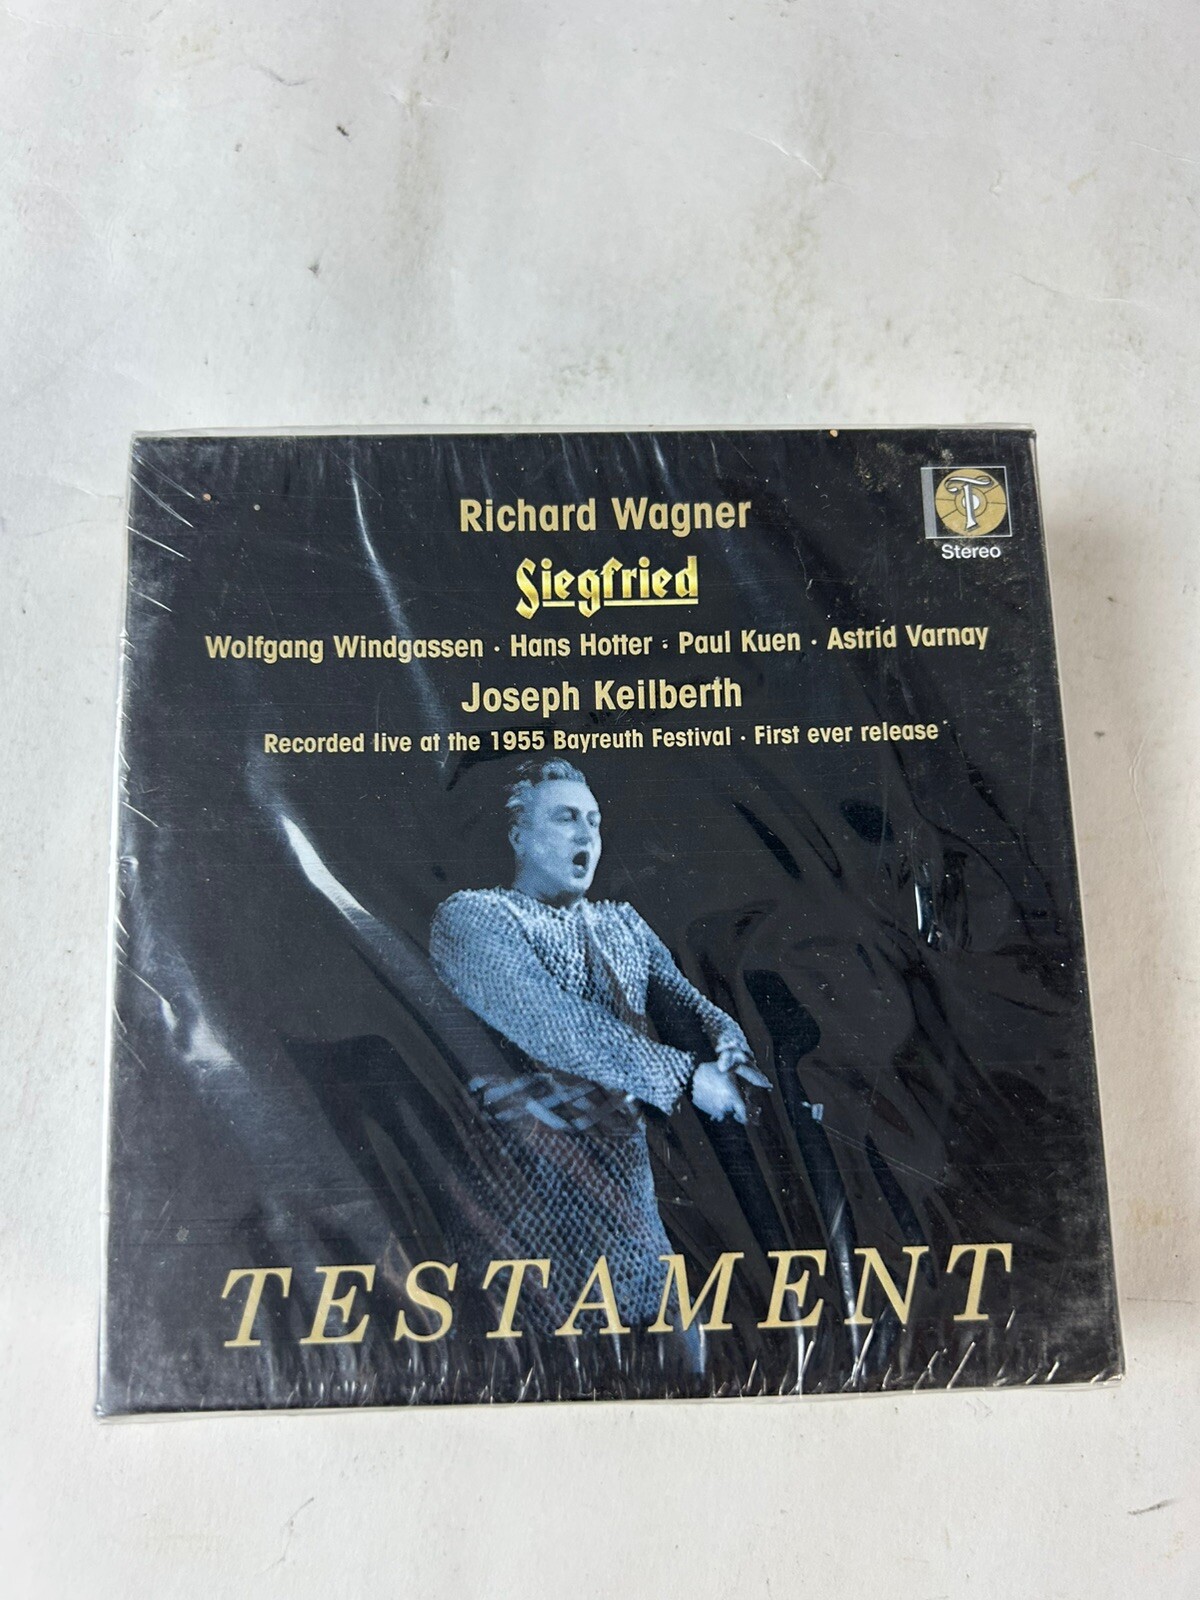 T
Stereo
Richard Wagner
Siegfried
Wolfgang Windgassen · Hans Hotter · Paul Kuen · Astrid Varnay
Joseph Keilberth
Recorded live at the 1955 Bayreuth Festival · First ever release
TESTAMENT